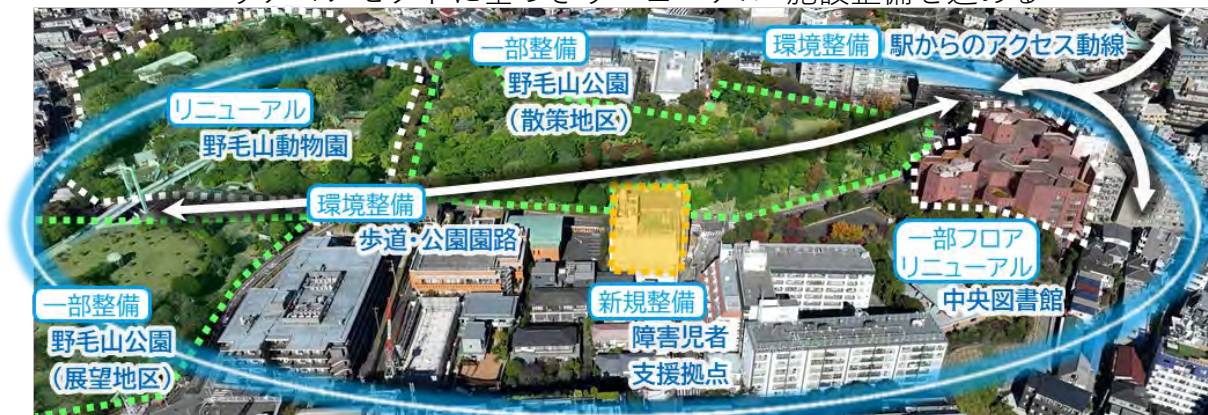 一部整備
野毛山公園
（散策地区）
環境整備 駅からのアクセス動線
リニューアル
野毛山動物園
環境整備
歩道・公園園路
一部フロア
リニューアル
中央図書館
新規整備
障害児者
支援拠点
一部整備
野毛山公園
（展望地区）